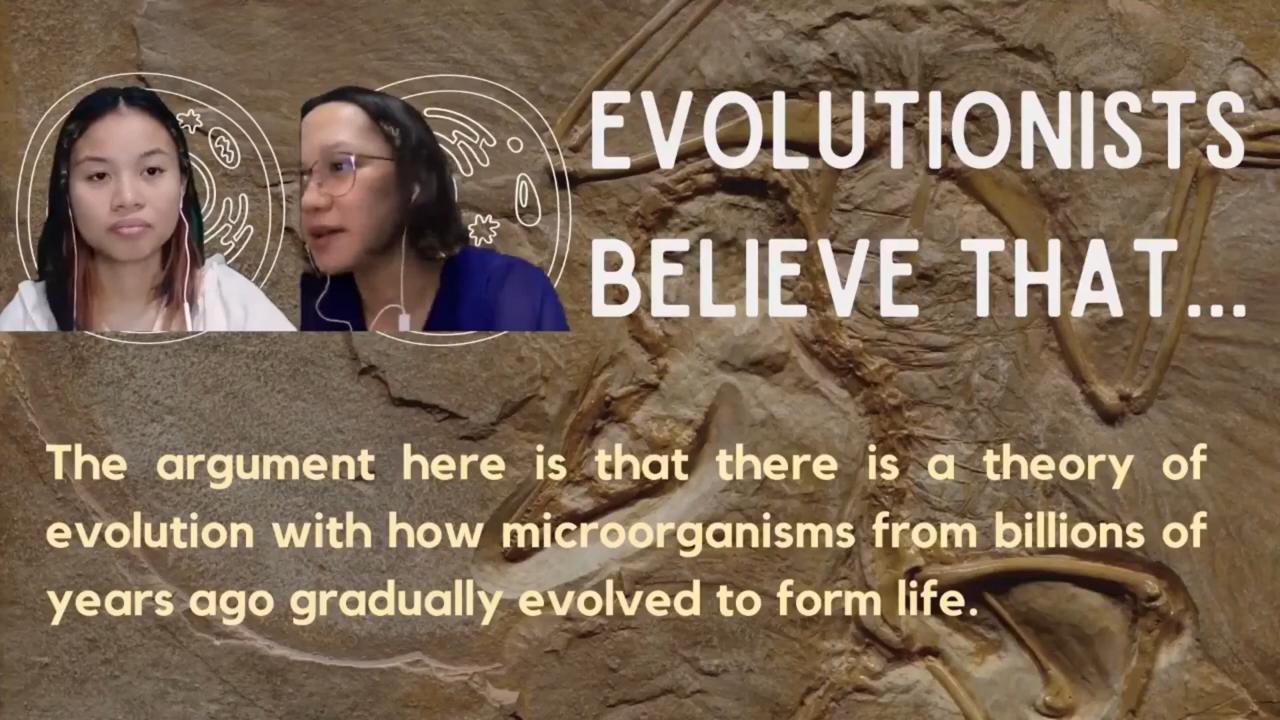 EVOLUTIONISTS
BELIEVE THAT...
The argument here is that there is a theory of
evolution with how microorganisms from billions of
years ago gradually evolved to form life.